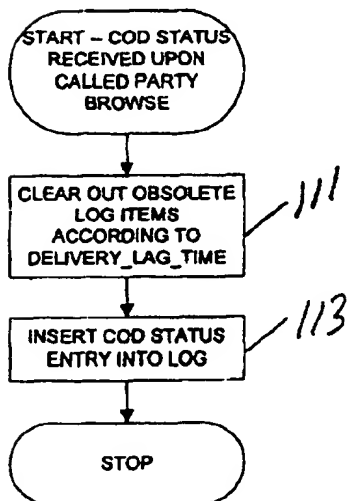 START – COD STATUS
RECEIVED UPON
CALLED PARTY
BROWSE
CLEAR OUT OBSOLETE
LOG ITEMS
ACCORDING TO
DELIVERY_LAG_TIME
111
INSERT COD STATUS
ENTRY INTO LOG
113
STOP